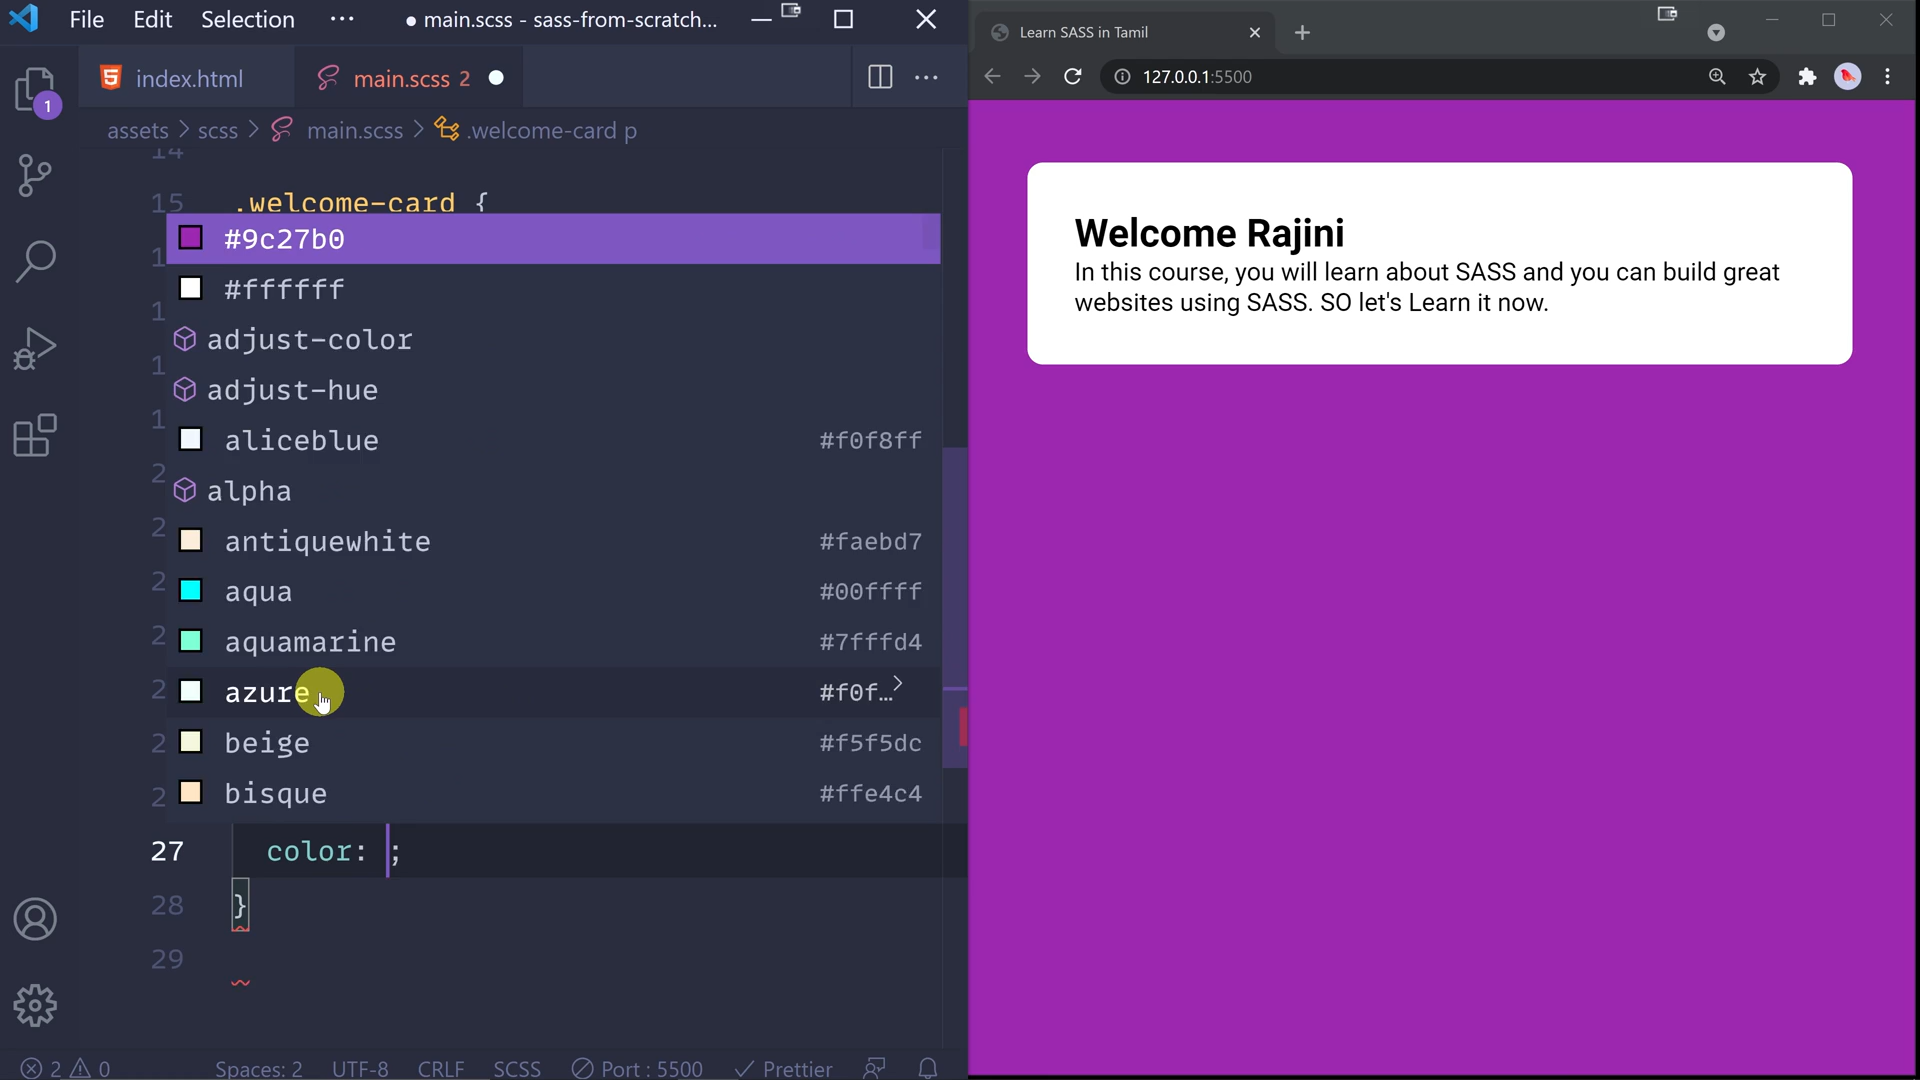 File Edit Selection ··· ● main.scss - sass-from-scratch...
index.html main.scss 2
assets > scss > main.scss > .welcome-card p
1
14
15 .welcome-card {
#9c27b0
#ffffff
adjust-color
adjust-hue
aliceblue #f0f8ff
alpha
antiquewhite #faebd7
aqua #00ffff
aquamarine #7fffd4
azure #f0f...
beige #f5f5dc
bisque #ffe4c4
27 color: ;
28 }
29
2 0 Spaces: 2 UTF-8 CRLF SCSS Port : 5500 Prettier
Learn SASS in Tamil
127.0.0.1:5500
Welcome Rajini
In this course, you will learn about SASS and you can build great
websites using SASS. SO let's Learn it now.